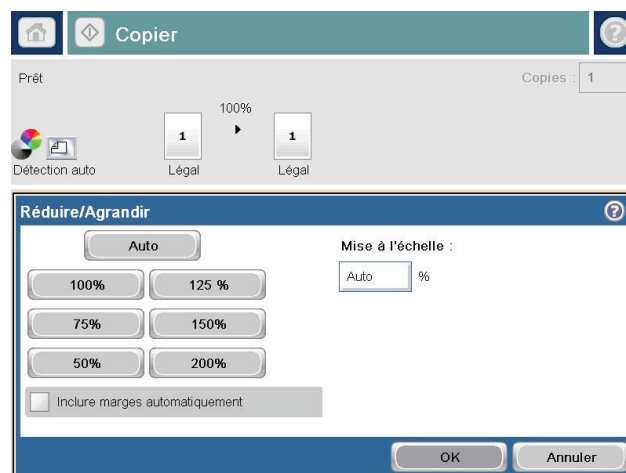 Copier
Prêt
Copies : 1
100%
1 1
Détection auto Légal Légal
Réduire/Agrandir
Auto Mise à l'échelle :
100% 125 % Auto %
75% 150%
50% 200%
Inclure marges automatiquement
OK Annuler